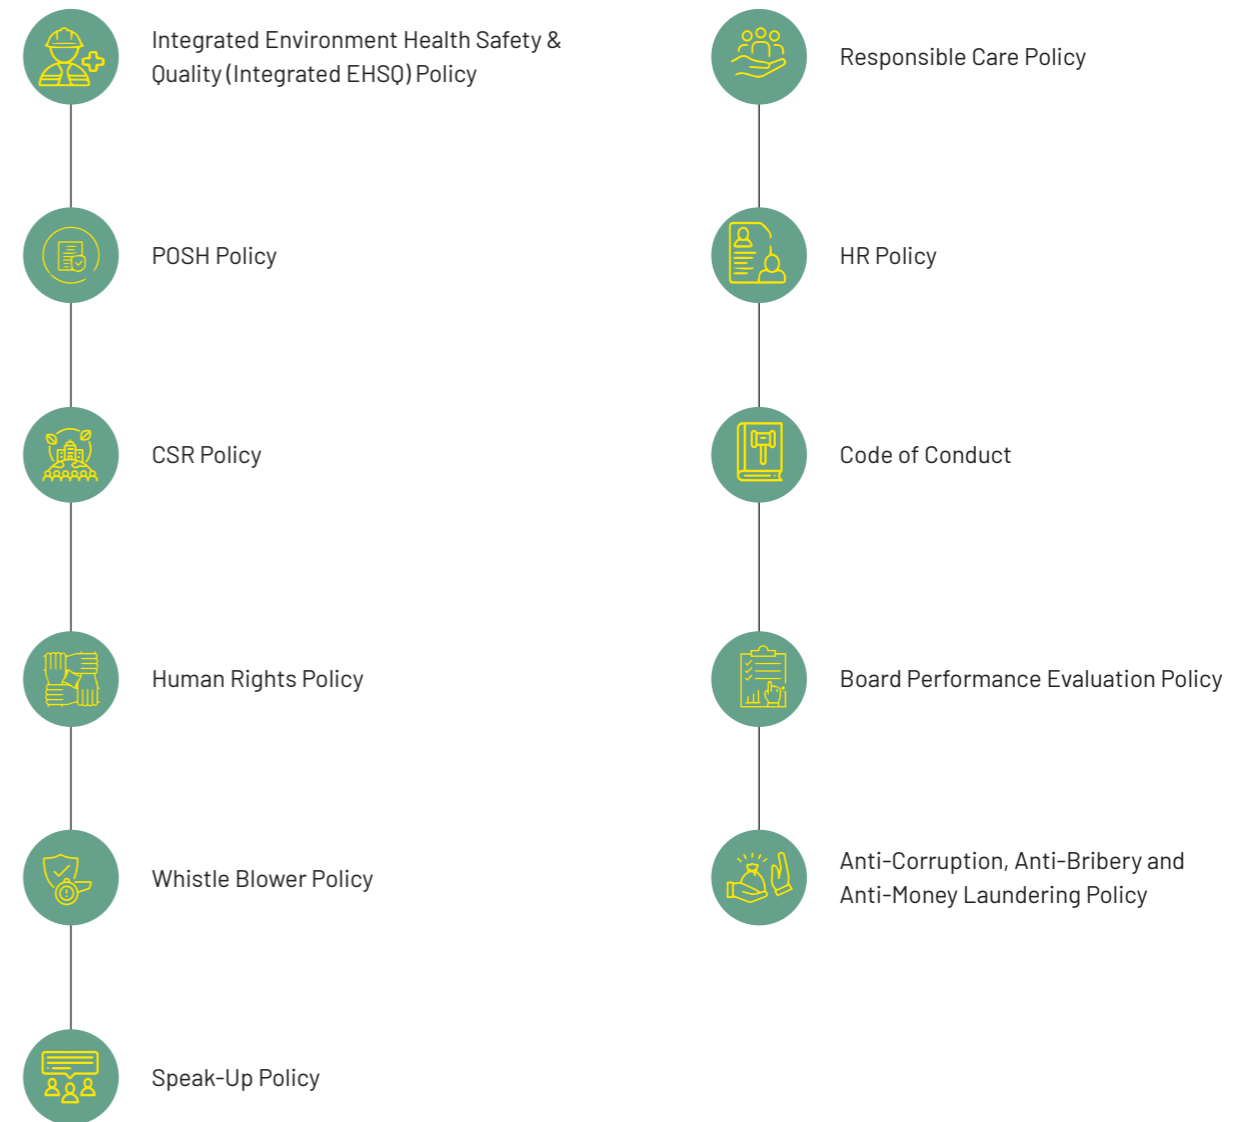 Integrated Environment Health Safety &
Quality (Integrated EHSQ) Policy
POSH Policy
CSR Policy
Human Rights Policy
Whistle Blower Policy
Speak-Up Policy
Responsible Care Policy
HR Policy
Code of Conduct
Board Performance Evaluation Policy
Anti-Corruption, Anti-Bribery and
Anti-Money Laundering Policy